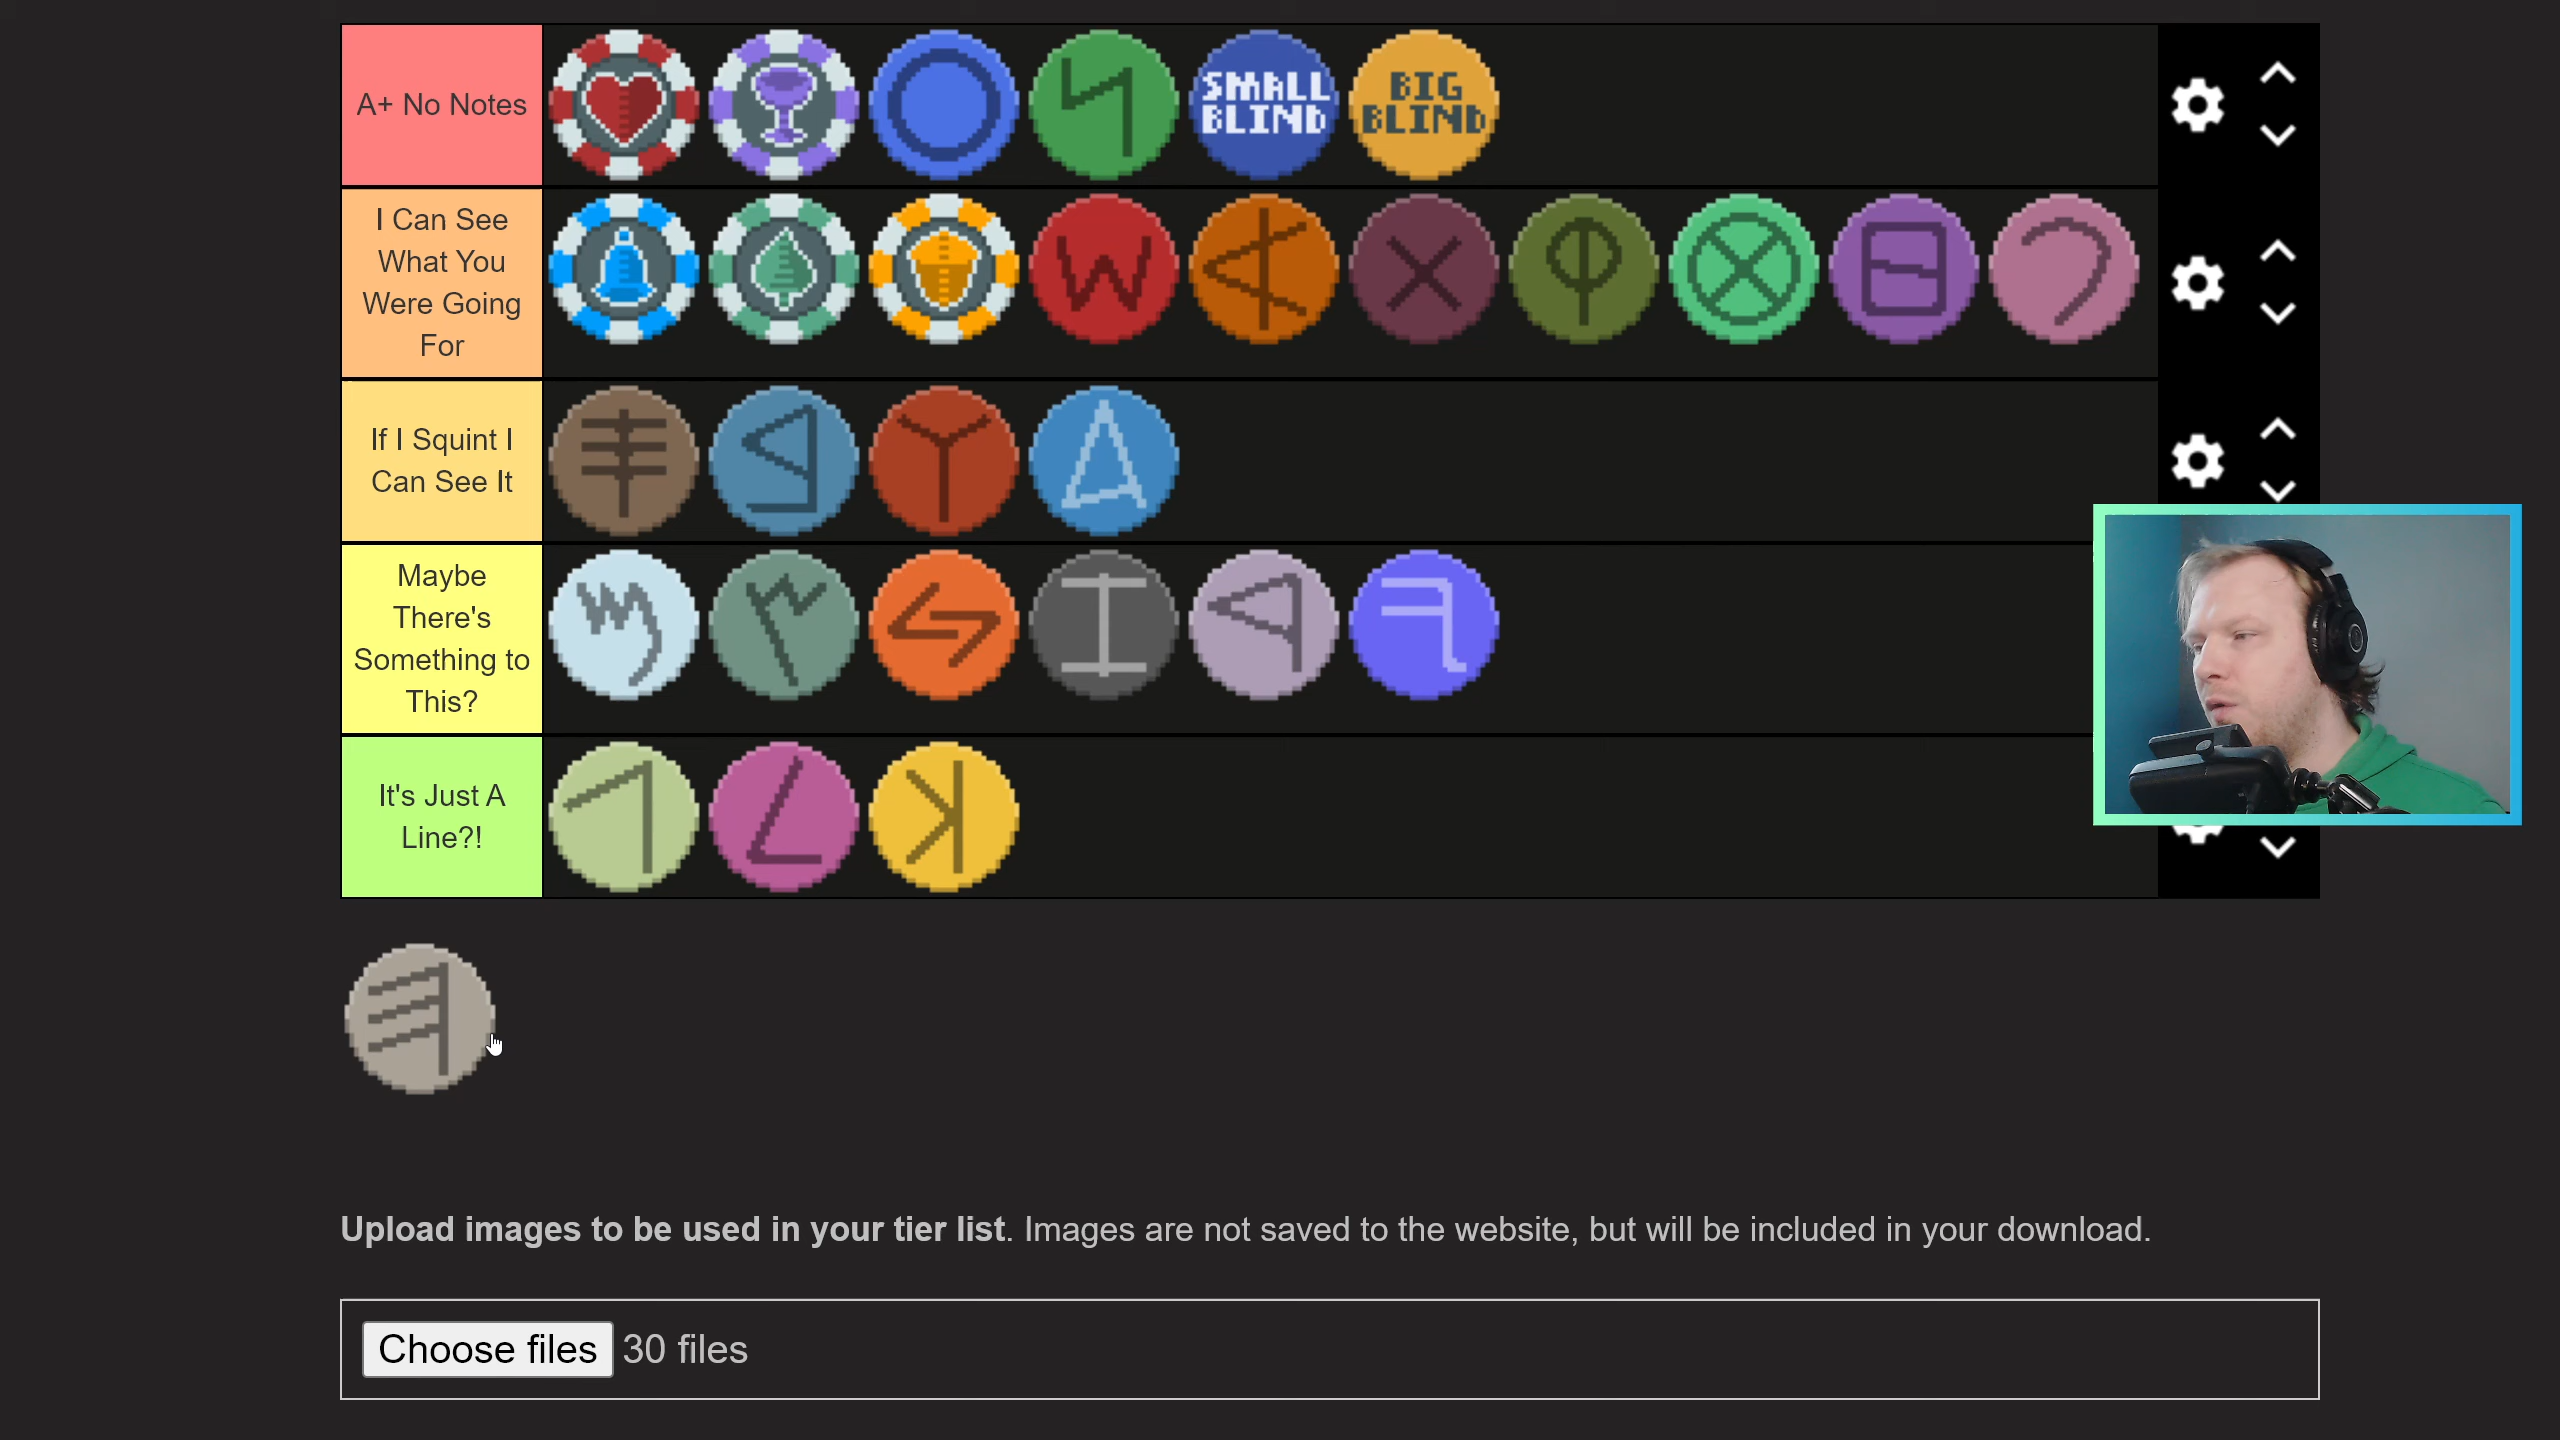 A+ No Notes
SMALL
BLIND
BIG
BLIND
I Can See
What You
Were Going
For
If I Squint I
Can See It
Maybe
There's
Something to
This?
It's Just A
Line?!
Upload images to be used in your tier list. Images are not saved to the website, but will be included in your download.
Choose files 30 files